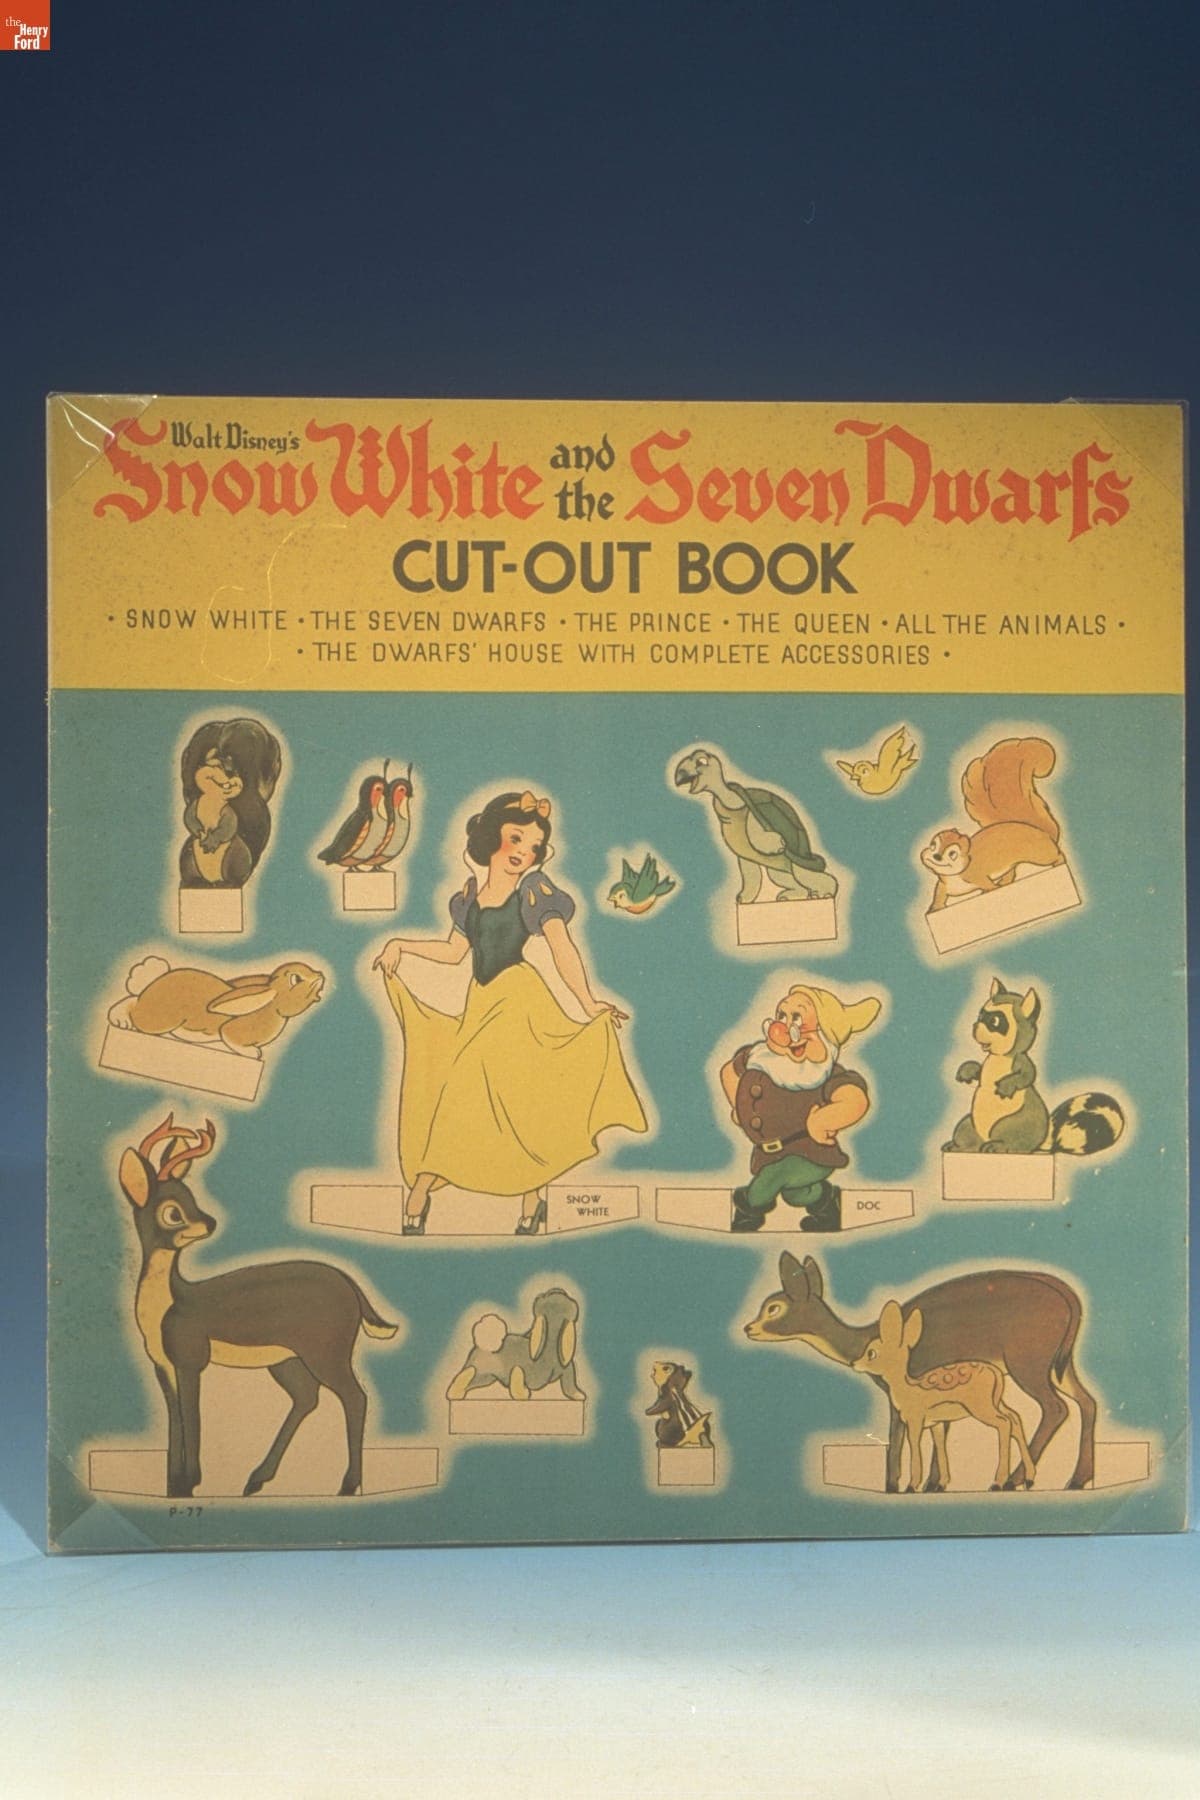 the
Henry
Ford
Walt Disney's
Snow White and the Seven Dwarfs
CUT-OUT BOOK
• SNOW WHITE • THE SEVEN DWARFS • THE PRINCE • THE QUEEN • ALL THE ANIMALS •
• THE DWARFS' HOUSE WITH COMPLETE ACCESSORIES •
SNOW
WHITE
DOC
P-77